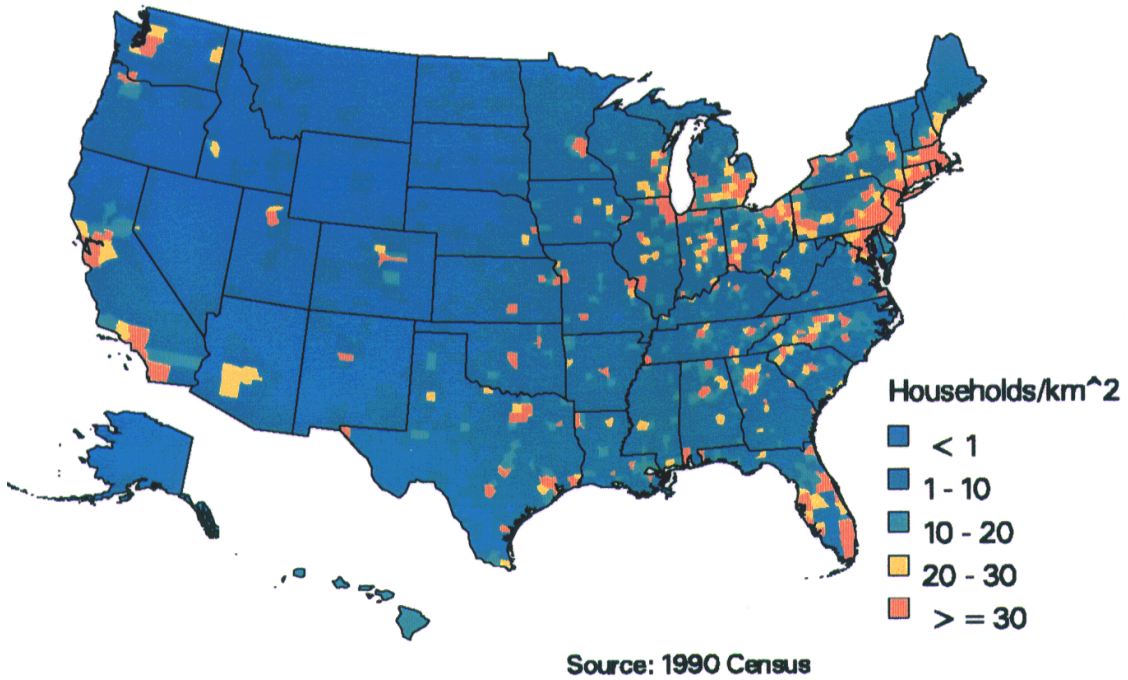 Households/km^2
< 1
1 - 10
10 - 20
20 - 30
> = 30
Source: 1990 Census